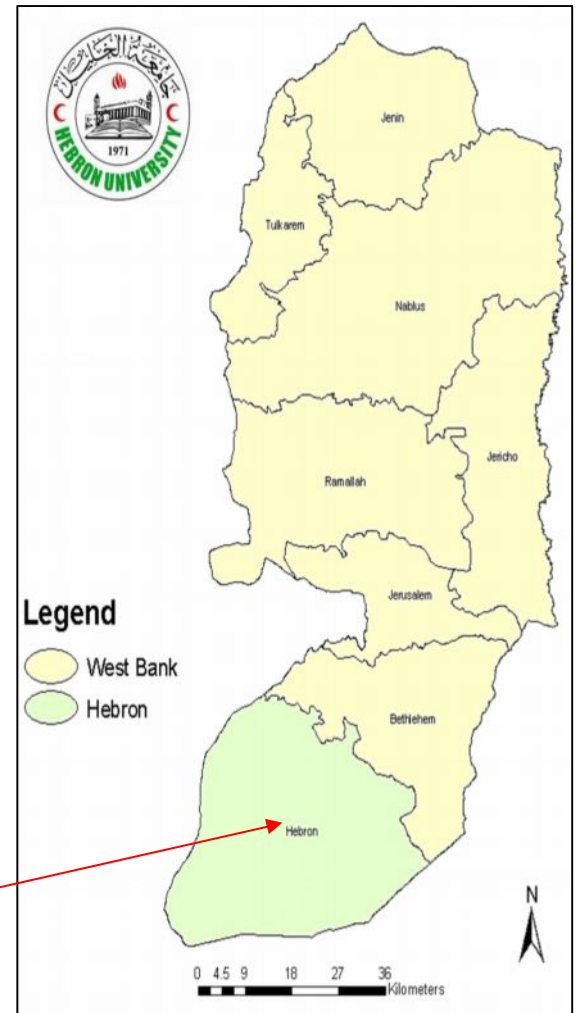 جامعة الخليل
1971
HEBRON UNIVERSITY
Jenin
Tulkarem
Nablus
Jericho
Ramallah
Jerusalem
Legend
West Bank
Hebron
Bethlehem
Hebron
N
0 4.5 9 18 27 36
Kilometers